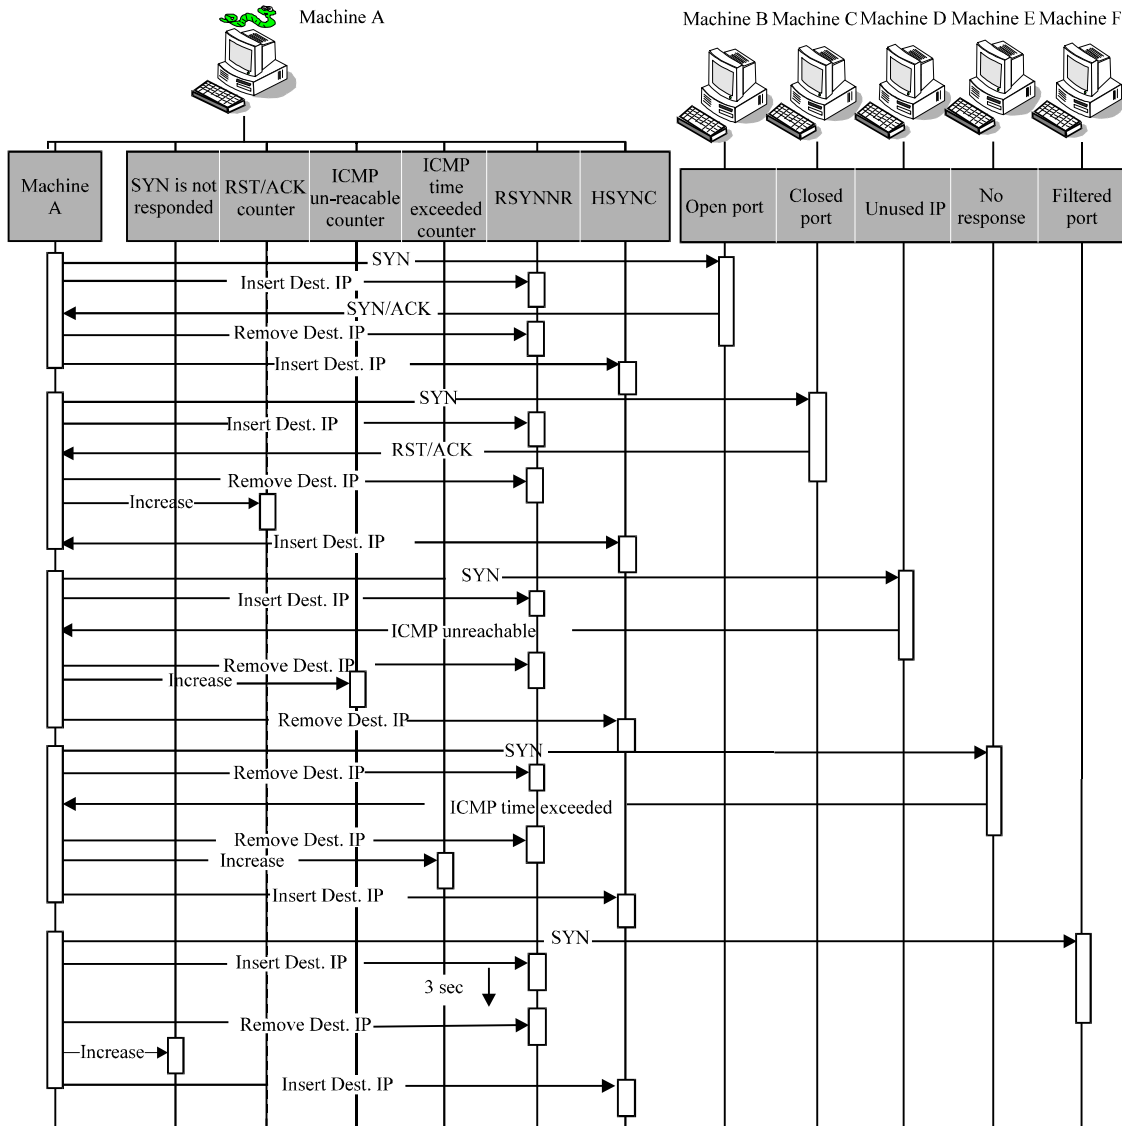 Machine A
Machine B Machine C Machine D Machine E Machine F
Machine
A
SYN is not
responded
RST/ACK
counter
ICMP
un-reacable
counter
ICMP
time
exceeded
counter
RSYNNR
HSYNC
Open port
Closed
port
Unused IP
No
response
Filtered
port
SYN
Insert Dest. IP
SYN/ACK
Remove Dest. IP
Insert Dest. IP
SYN
Insert Dest. IP
RST/ACK
Remove Dest. IP
Increase
Insert Dest. IP
SYN
Insert Dest. IP
ICMP unreachable
Remove Dest. IP
Increase
Remove Dest. IP
SYN
Remove Dest. IP
ICMP time exceeded
Remove Dest. IP
Increase
Insert Dest. IP
SYN
Insert Dest. IP
3 sec
Remove Dest. IP
Increase
Insert Dest. IP